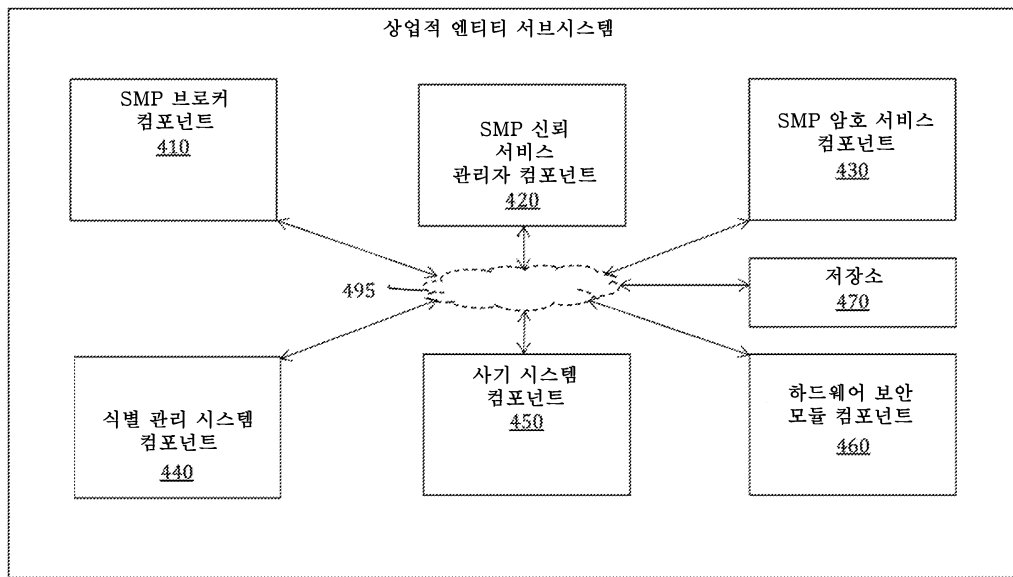 상업적 엔티티 서브시스템
SMP 브로커
컴포넌트
410
SMP 신뢰
서비스
관리자 컴포넌트
420
SMP 암호 서비스
컴포넌트
430
495
저장소
470
식별 관리 시스템
컴포넌트
440
사기 시스템
컴포넌트
450
하드웨어 보안
모듈 컴포넌트
460